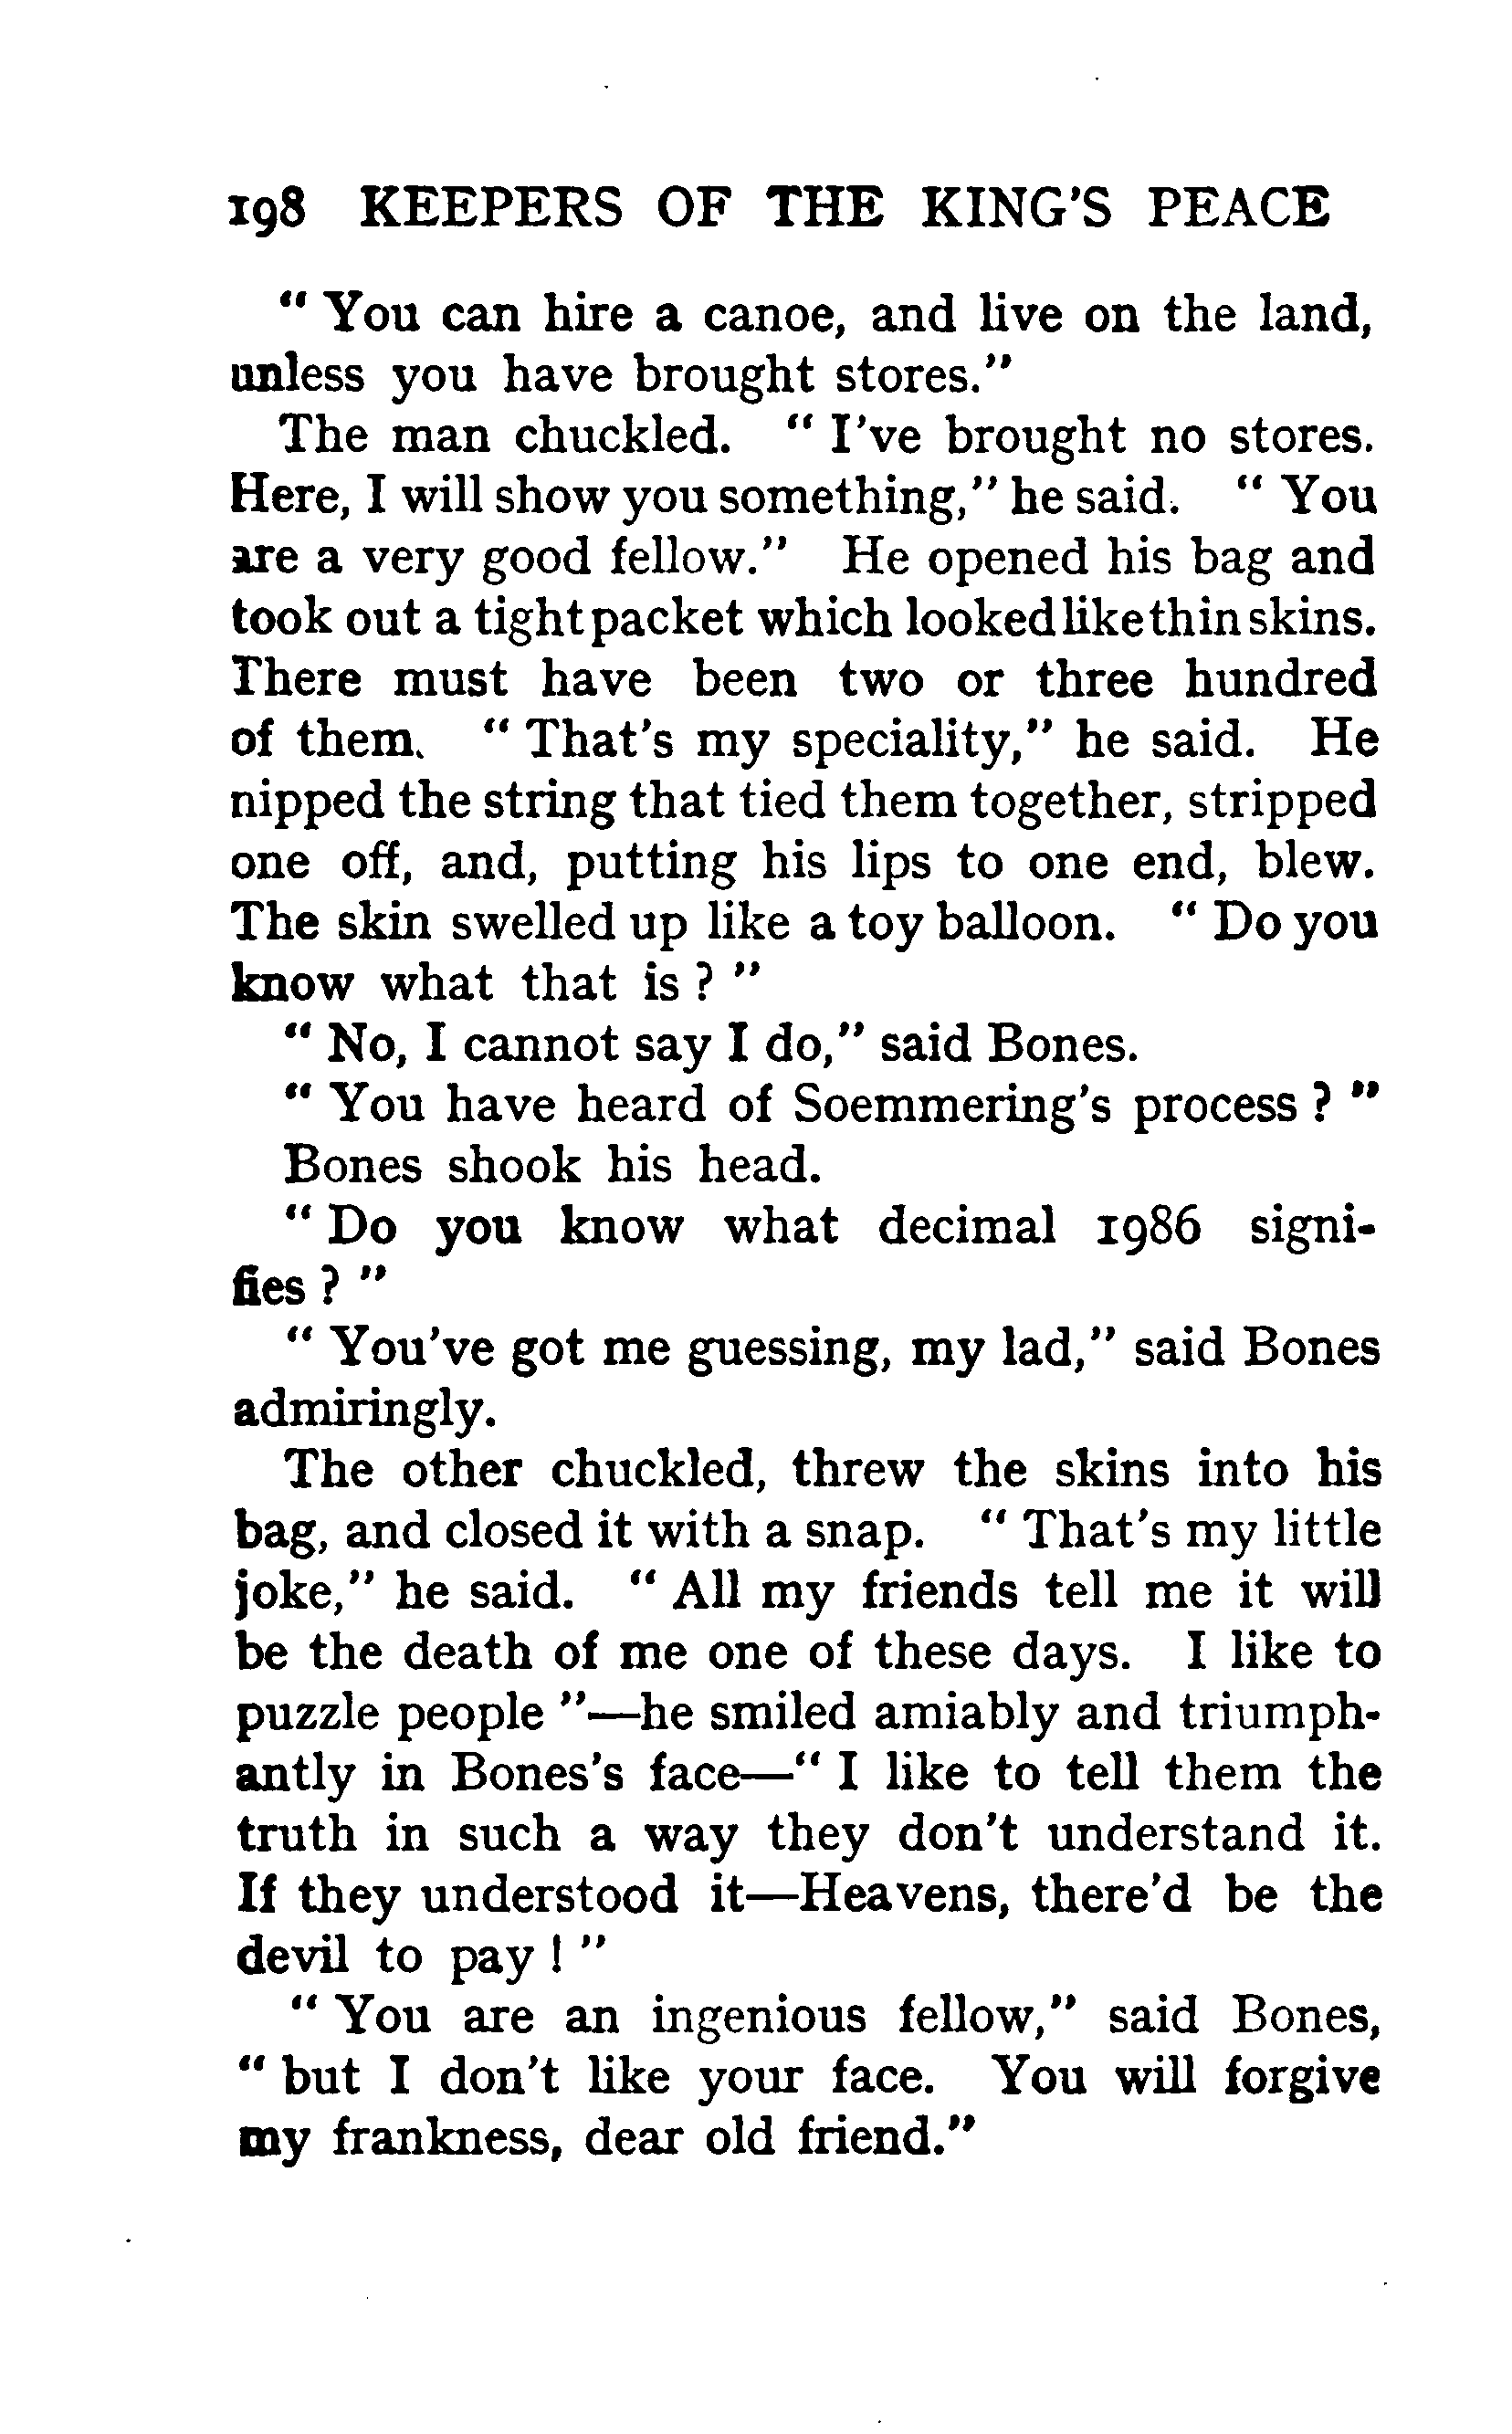 198 KEEPERS OF THE KING'S PEACE
" You can hire a canoe, and live on the land,
unless you have brought stores."
The man chuckled. " I've brought no stores.
Here, I will show you something," he said. " You
are a very good fellow." He opened his bag and
took out a tight packet which looked like thin skins.
There must have been two or three hundred
of them. " That's my speciality," he said. He
nipped the string that tied them together, stripped
one off, and, putting his lips to one end, blew.
The skin swelled up like a toy balloon. " Do you
know what that is ? "
" No, I cannot say I do," said Bones.
" You have heard of Soemmering's process ? "
Bones shook his head.
" Do you know what decimal 1986 signi-
fies ? "
" You've got me guessing, my lad," said Bones
admiringly.
The other chuckled, threw the skins into his
bag, and closed it with a snap. " That's my little
joke," he said. " All my friends tell me it will
be the death of me one of these days. I like to
puzzle people "—he smiled amiably and triumph-
antly in Bones's face—" I like to tell them the
truth in such a way they don't understand it.
If they understood it—Heavens, there'd be the
devil to pay ! "
" You are an ingenious fellow," said Bones,
" but I don't like your face. You will forgive
my frankness, dear old friend."